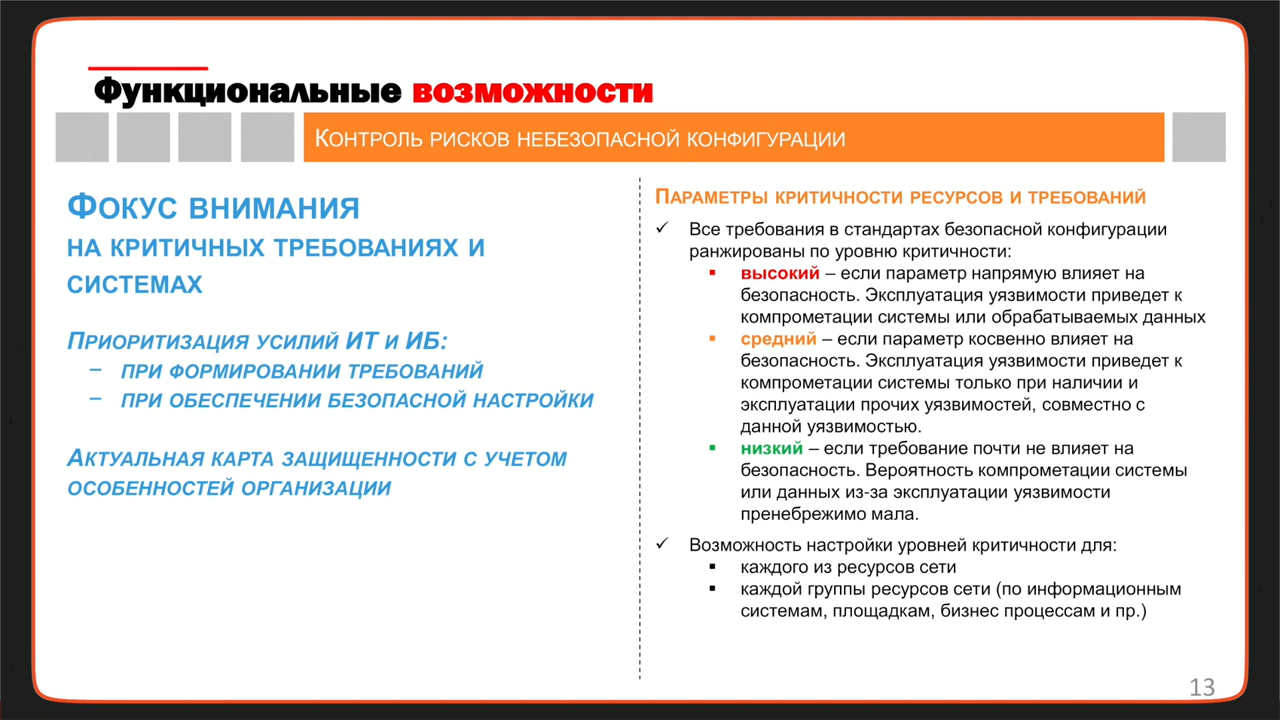 Функциональные возможности
Контроль рисков небезопасной конфигурации
Фокус внимания
на критичных требованиях и
системах
Приоритизация усилий ИТ и ИБ:
− при формировании требований
− при обеспечении безопасной настройки
Актуальная карта защищенности с учетом
особенностей организации
Параметры критичности ресурсов и требований
✓ Все требования в стандартах безопасной конфигурации
ранжированы по уровню критичности:
▪ высокий – если параметр напрямую влияет на
безопасность. Эксплуатация уязвимости приведет к
компрометации системы или обрабатываемых данных
▪ средний – если параметр косвенно влияет на
безопасность. Эксплуатация уязвимости приведет к
компрометации системы только при наличии и
эксплуатации прочих уязвимостей, совместно с
данной уязвимостью.
▪ низкий – если требование почти не влияет на
безопасность. Вероятность компрометации системы
или данных из-за эксплуатации уязвимости
пренебрежимо мала.
✓ Возможность настройки уровней критичности для:
▪ каждого из ресурсов сети
▪ каждой группы ресурсов сети (по информационным
системам, площадкам, бизнес процессам и пр.)
13